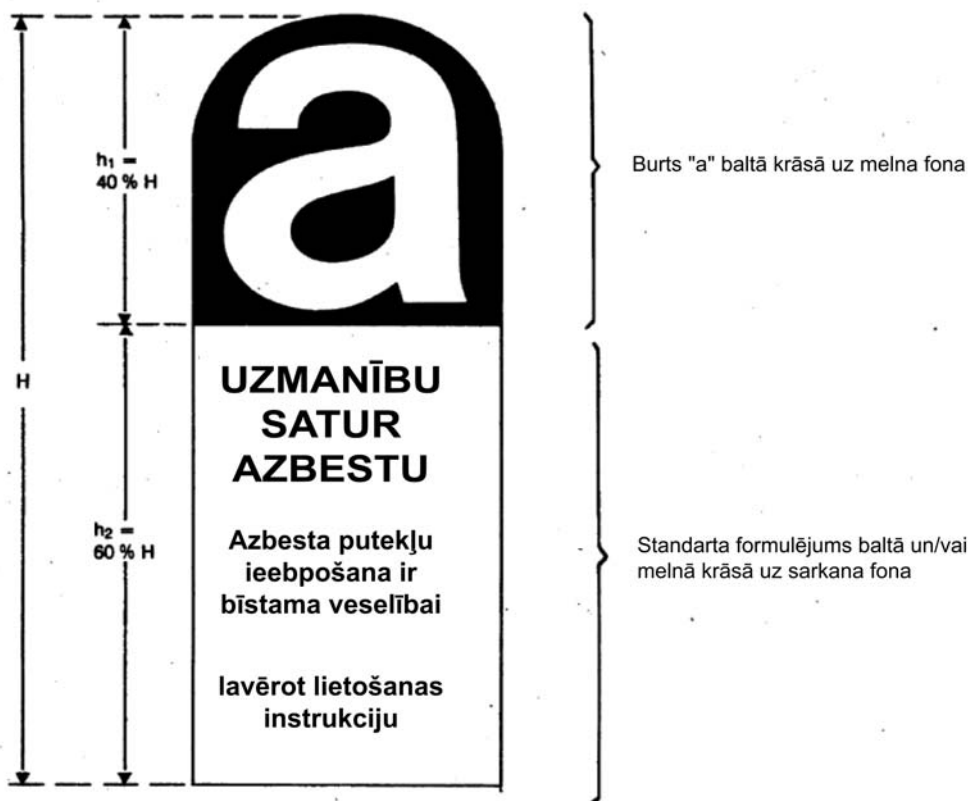 a
h₁ =
40 % H
Burts "a" baltā krāsā uz melna fona
H
UZMANĪBU
SATUR
AZBESTU
h₂ =
60 % H
Azbesta putekļu
ieebpošana ir
bīstama veselībai
Standarta formulējums baltā un/vai
melnā krāsā uz sarkana fona
lavērot lietošanas
instrukciju